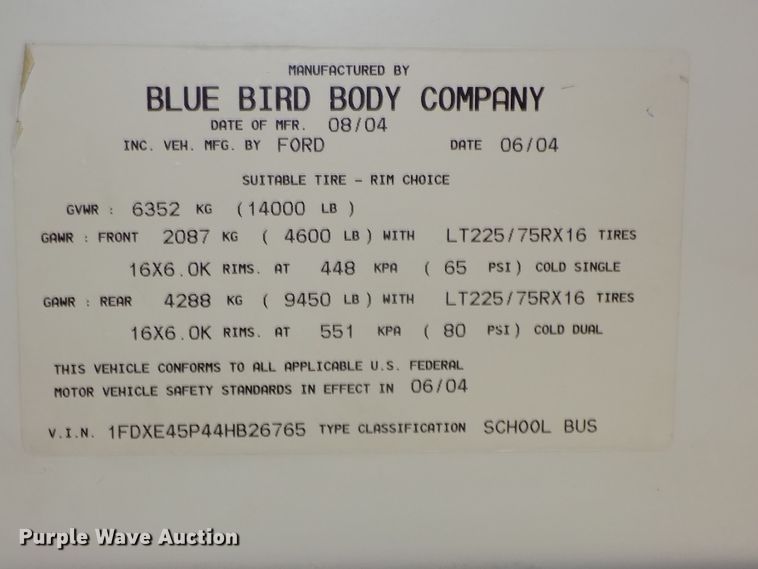 MANUFACTURED BY
BLUE BIRD BODY COMPANY
DATE OF MFR. 08/04
INC. VEH. MFG. BY FORD DATE 06/04
SUITABLE TIRE - RIM CHOICE
GVWR : 6352 KG (14000 LB )
GAWR : FRONT 2087 KG ( 4600 LB ) WITH LT225/75RX16 TIRES
16X6.0K RIMS. AT 448 KPA ( 65 PSI ) COLD SINGLE
GAWR : REAR 4288 KG ( 9450 LB ) WITH LT225/75RX16 TIRES
16X6.0K RIMS. AT 551 KPA ( 80 PSI ) COLD DUAL
THIS VEHICLE CONFORMS TO ALL APPLICABLE U.S. FEDERAL
MOTOR VEHICLE SAFETY STANDARDS IN EFFECT IN 06/04
V.I.N. 1FDXE45P44HB26765 TYPE CLASSIFICATION SCHOOL BUS
Purple Wave Auction